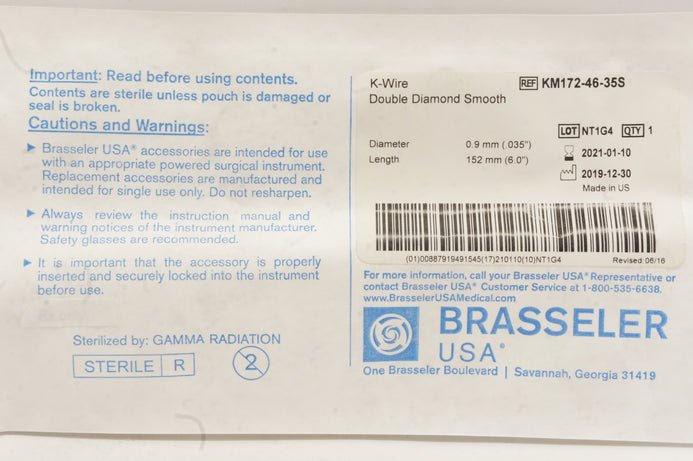 Important: Read before using contents.
Contents are sterile unless pouch is damaged or
seal is broken.
Cautions and Warnings:
► Brasseler USA® accessories are intended for use
with an appropriate powered surgical instrument.
Replacement accessories are manufactured and
intended for single use only. Do not resharpen.
► Always review the instruction manual and
warning notices of the instrument manufacturer.
Safety glasses are recommended.
► It is important that the accessory is properly
inserted and securely locked into the instrument
before use.
Sterilized by: GAMMA RADIATION
STERILE R
2
K-Wire
REF KM172-46-35S
Double Diamond Smooth
LOT NT1G4 QTY 1
Diameter 0.9 mm (.035")
Length 152 mm (6.0")
2021-01-10
2019-12-30
Made in US
(01)00887919491545(17)210110(10)NT1G4
Revised: 06/16
For more information, call your Brasseler USA® Representative or
contact Brasseler USA® Customer Service at 1-800-535-6638.
www.BrasselerUSAMedical.com
BRASSELER
USA®
One Brasseler Boulevard | Savannah, Georgia 31419